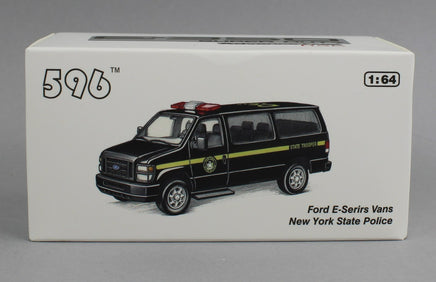 596™
1:64
STATE TROOPER
Ford E-Serirs Vans
New York State Police